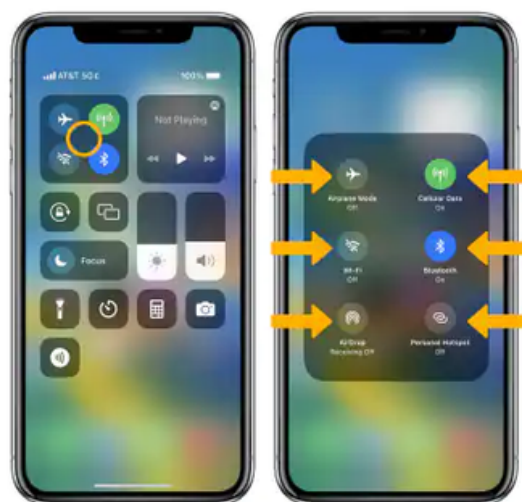 AT&T 5G E
100%
Not Playing
Focus
Airplane Mode
Off
Cellular Data
On
Wi-Fi
Off
Bluetooth
On
AirDrop
Receiving Off
Personal Hotspot
Off